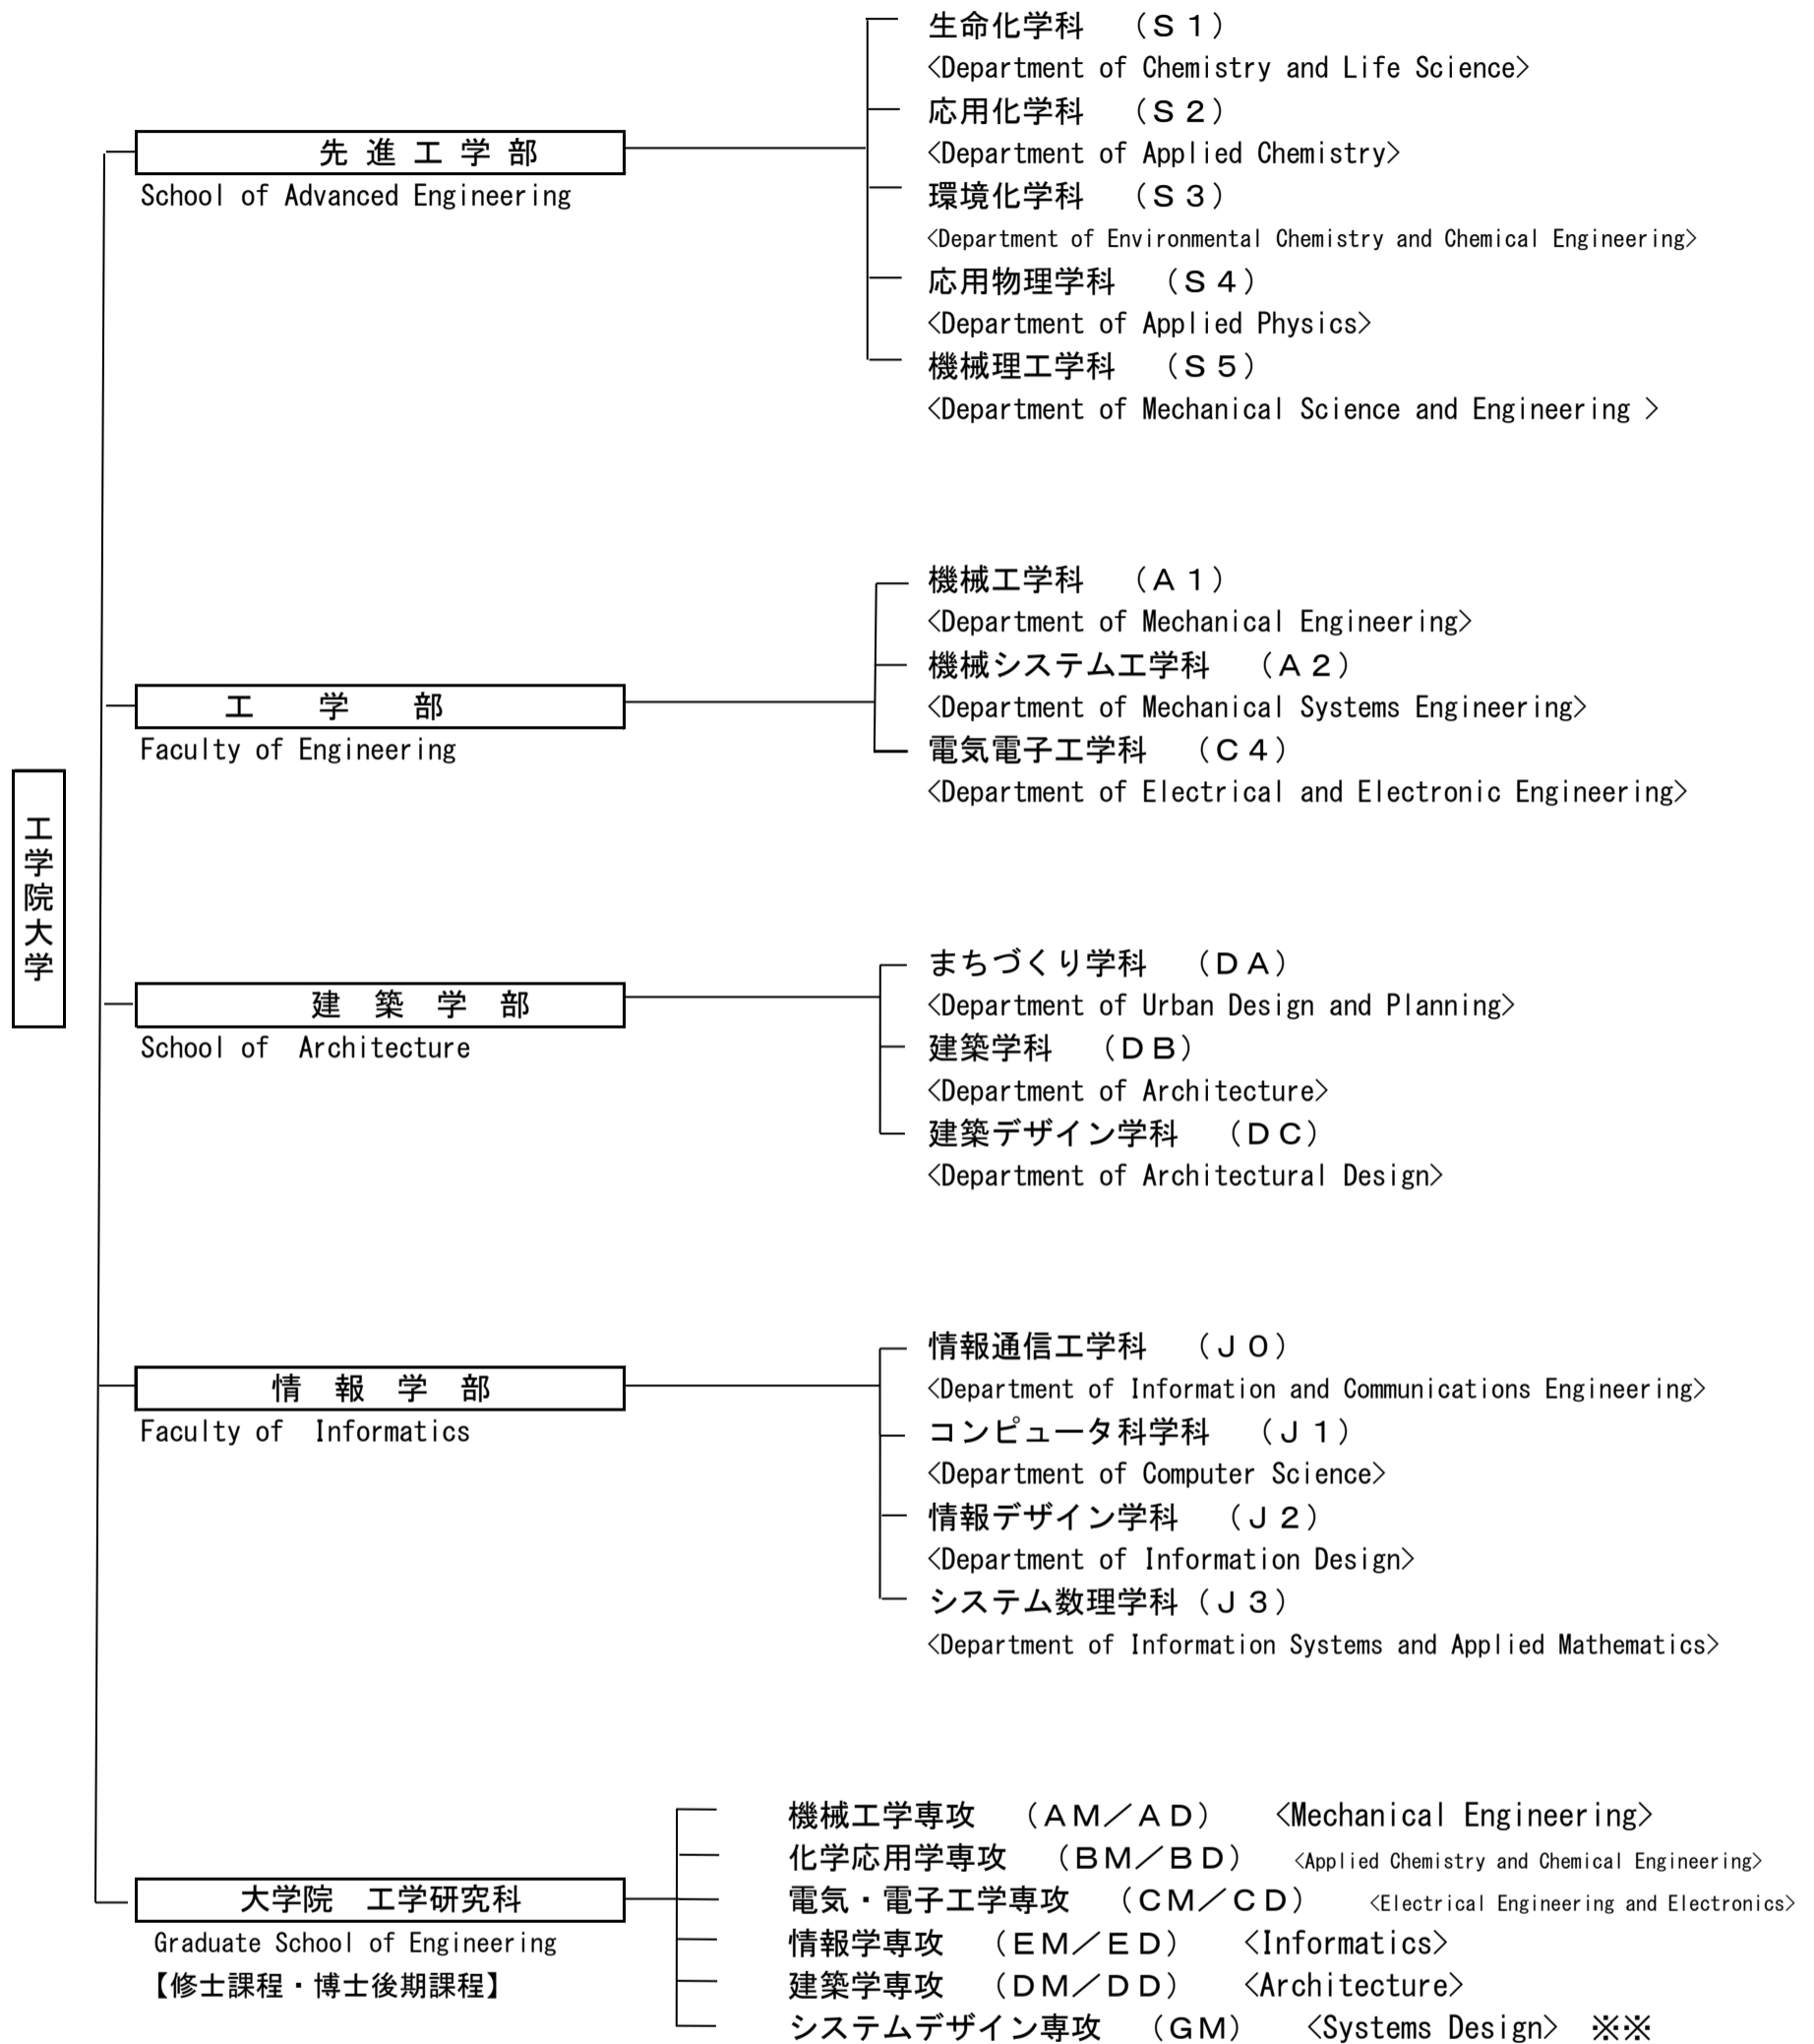 工学院大学
先進工学部
School of Advanced Engineering
生命化学科　（Ｓ１）
<Department of Chemistry and Life Science>
応用化学科　（Ｓ２）
<Department of Applied Chemistry>
環境化学科　（Ｓ３）
<Department of Environmental Chemistry and Chemical Engineering>
応用物理学科　（Ｓ４）
<Department of Applied Physics>
機械理工学科　（Ｓ５）
<Department of Mechanical Science and Engineering >
工　学　部
Faculty of Engineering
機械工学科　（Ａ１）
<Department of Mechanical Engineering>
機械システム工学科　（Ａ２）
<Department of Mechanical Systems Engineering>
電気電子工学科　（Ｃ４）
<Department of Electrical and Electronic Engineering>
建　築　学　部
School of　Architecture
まちづくり学科　（ＤＡ）
<Department of Urban Design and Planning>
建築学科　（ＤＢ）
<Department of Architecture>
建築デザイン学科　（ＤＣ）
<Department of Architectural Design>
情　報　学　部
Faculty of　Informatics
情報通信工学科　（Ｊ０）
<Department of Information and Communications Engineering>
コンピュータ科学科　（Ｊ１）
<Department of Computer Science>
情報デザイン学科　（Ｊ２）
<Department of Information Design>
システム数理学科（Ｊ３）
<Department of Information Systems and Applied Mathematics>
大学院　工学研究科
Graduate School of Engineering
【修士課程・博士後期課程】
機械工学専攻　（ＡＭ／ＡＤ）　<Mechanical Engineering>
化学応用学専攻　（ＢＭ／ＢＤ）　<Applied Chemistry and Chemical Engineering>
電気・電子工学専攻　（ＣＭ／ＣＤ）　<Electrical Engineering and Electronics>
情報学専攻　（ＥＭ／ＥＤ）　<Informatics>
建築学専攻　（ＤＭ／ＤＤ）　<Architecture>
システムデザイン専攻　（ＧＭ）　<Systems Design>　※※